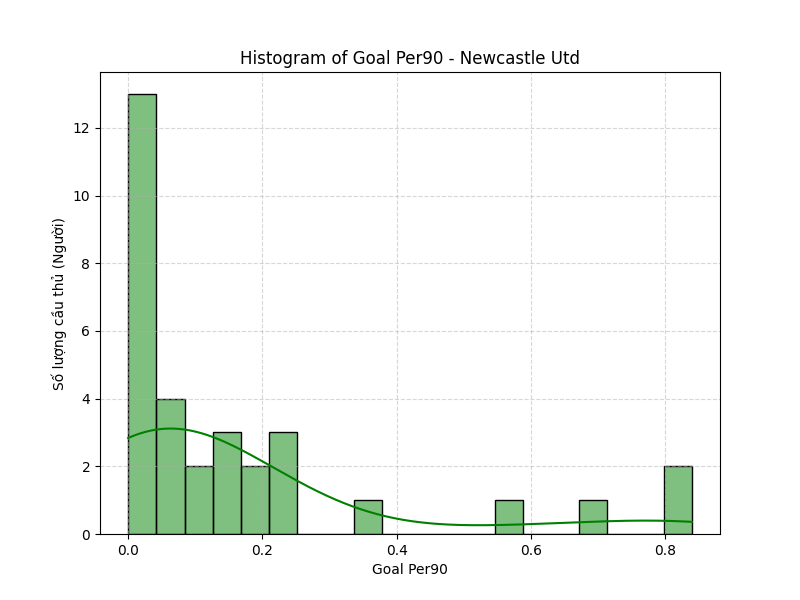 Histogram of Goal Per90 - Newcastle Utd
Số lượng cầu thủ (Người)
12
10
8
6
4
2
0
0.0 0.2 0.4 0.6 0.8
Goal Per90